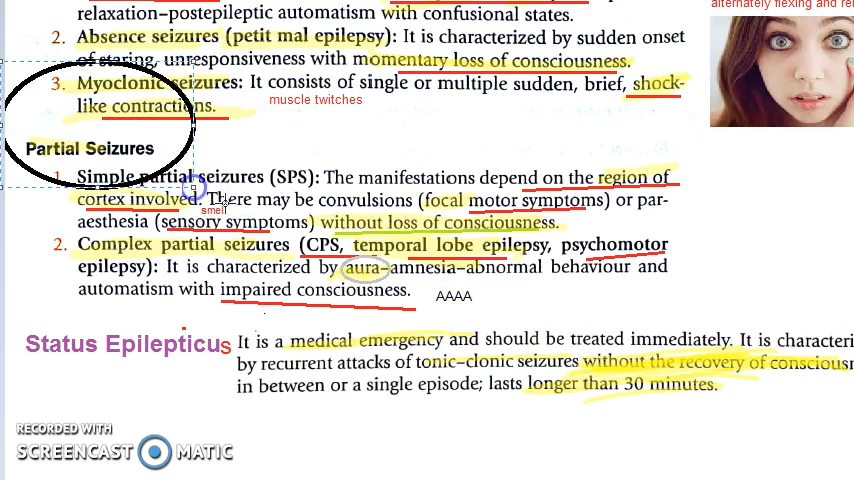 alternately flexing and rel
relaxation–postepileptic automatism with confusional states.
2. Absence seizures (petit mal epilepsy): It is characterized by sudden onset
of staring, unresponsiveness with momentary loss of consciousness.
3. Myoclonic seizures: It consists of single or multiple sudden, brief, shock-
like contractions.
muscle twitches
Partial Seizures
1. Simple partial seizures (SPS): The manifestations depend on the region of
cortex involved. There may be convulsions (focal motor symptoms) or par-
smell
aesthesia (sensory symptoms) without loss of consciousness.
2. Complex partial seizures (CPS, temporal lobe epilepsy, psychomotor
epilepsy): It is characterized by aura–amnesia–abnormal behaviour and
automatism with impaired consciousness.
AAAA
Status Epilepticus
It is a medical emergency and should be treated immediately. It is characteri
by recurrent attacks of tonic–clonic seizures without the recovery of consciousn
in between or a single episode; lasts longer than 30 minutes.
RECORDED WITH
SCREENCAST MATIC